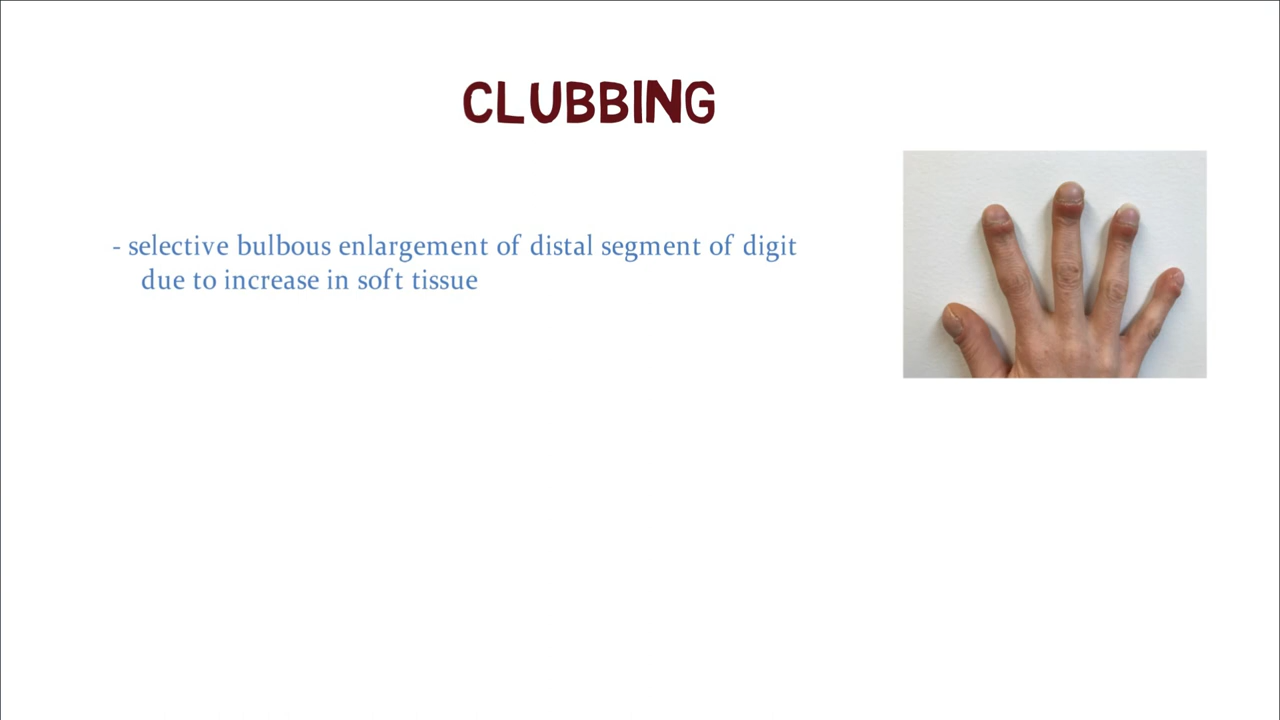 CLUBBING
- selective bulbous enlargement of distal segment of digit
due to increase in soft tissue